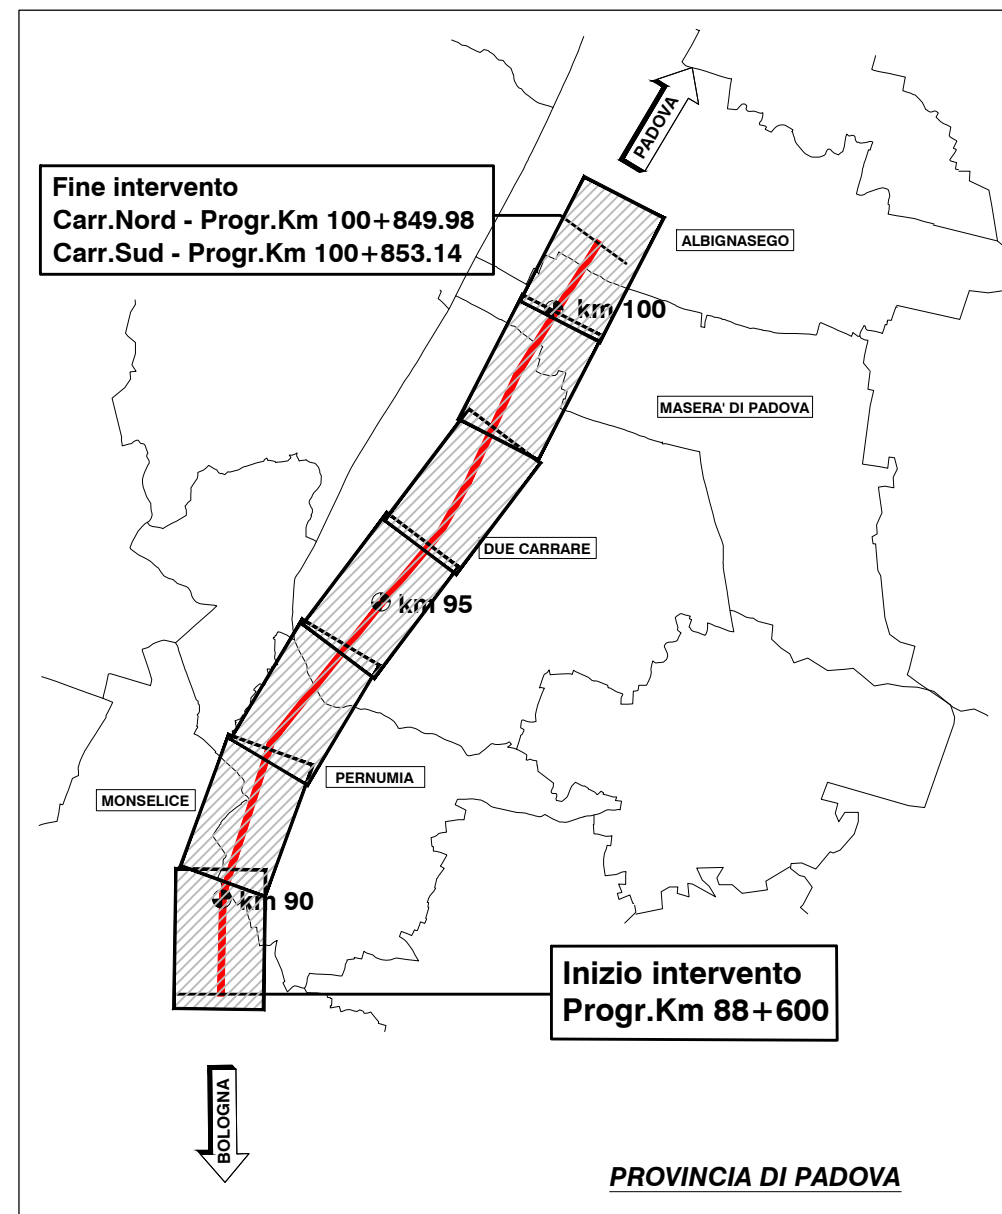 PADOVA
Fine intervento
Carr.Nord - Progr.Km 100+849.98
Carr.Sud - Progr.Km 100+853.14
ALBIGNASEGO
km 100
MASERA' DI PADOVA
DUE CARRARE
km 95
PERNUMIA
MONSELICE
km 90
Inizio intervento
Progr.Km 88+600
BOLOGNA
PROVINCIA DI PADOVA